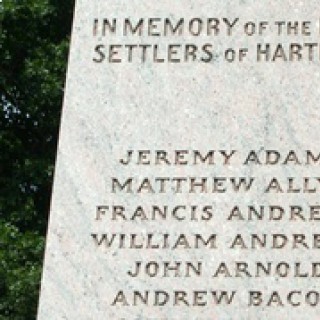 IN MEMORY OF THE
SETTLERS OF HART
JEREMY ADAM
MATTHEW ALLY
FRANCIS ANDRE
WILLIAM ANDRE
JOHN ARNOLD
ANDREW BACO